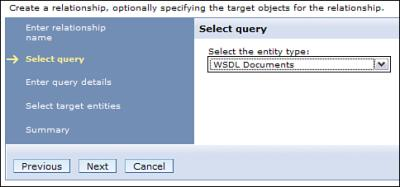 Create a relationship, optionally specifying the target objects for the relationship.
Enter relationship
name
Select query
Enter query details
Select target entities
Summary
Select query
Select the entity type:
WSDL Documents
Previous
Next
Cancel